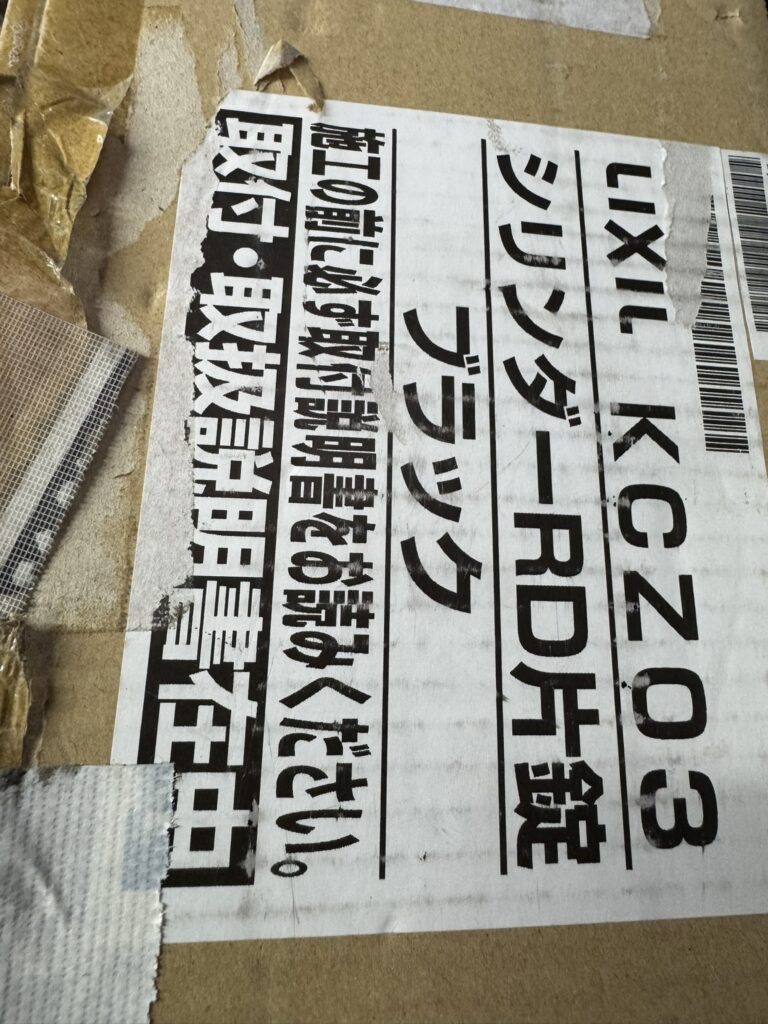 LIXIL KCZ03
シリンダーRD片錠
ブラック
施工の前に必ず取付説明書をお読みください。
取付・取扱説明書在中